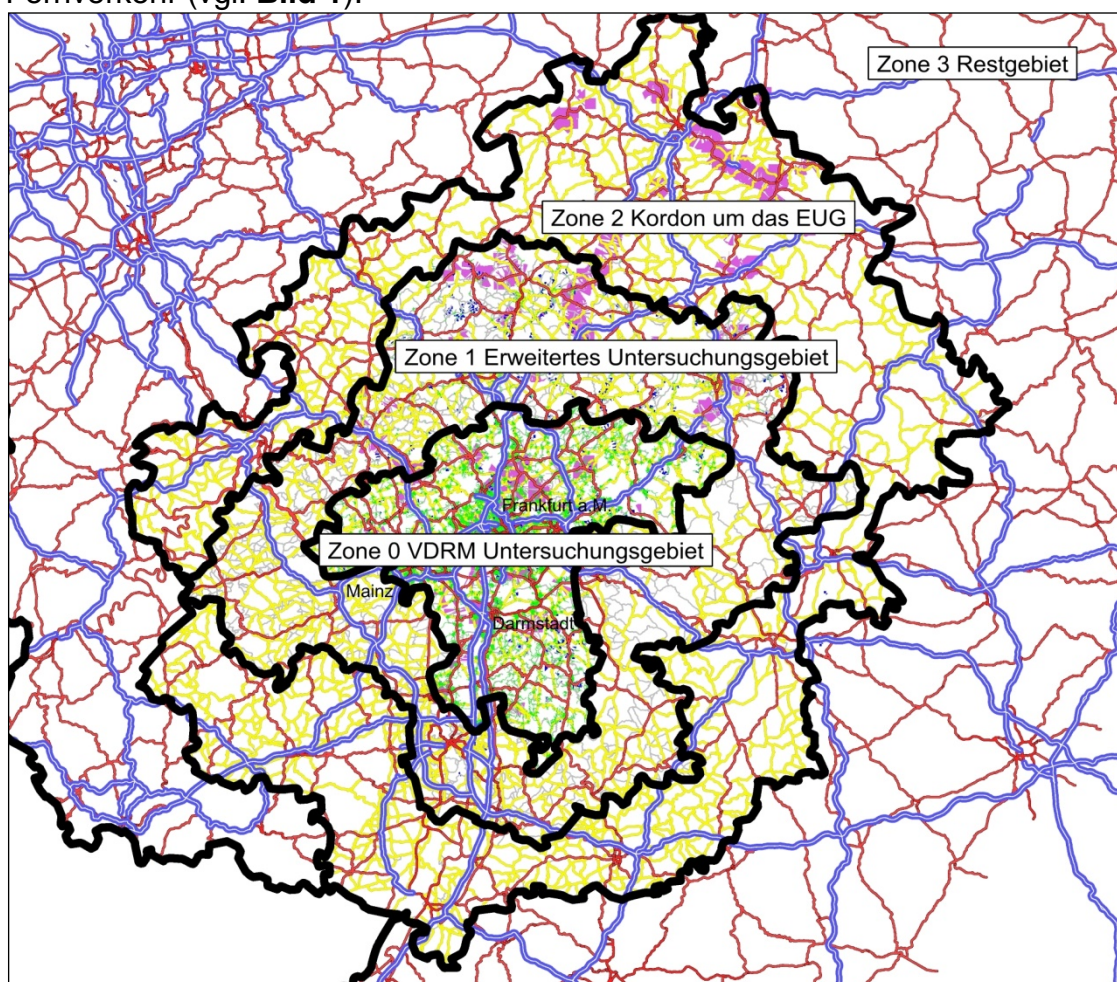 Fernverkehr (vgl. Bild 1).
Zone 3 Restgebiet
Zone 2 Kordon um das EUG
Zone 1 Erweitertes Untersuchungsgebiet
Frankfurt a.M.
Zone 0 VDRM Untersuchungsgebiet
Mainz
Darmstadt